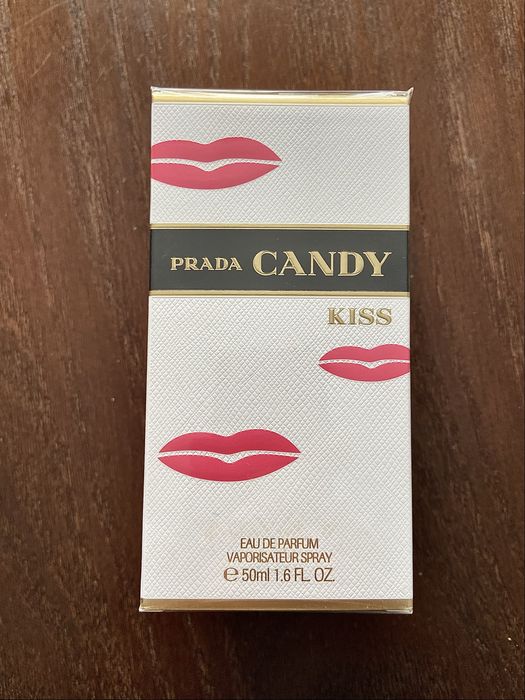 PRADA CANDY
KISS
EAU DE PARFUM
VAPORISATEUR SPRAY
℮ 50ml 1.6 FL. OZ.